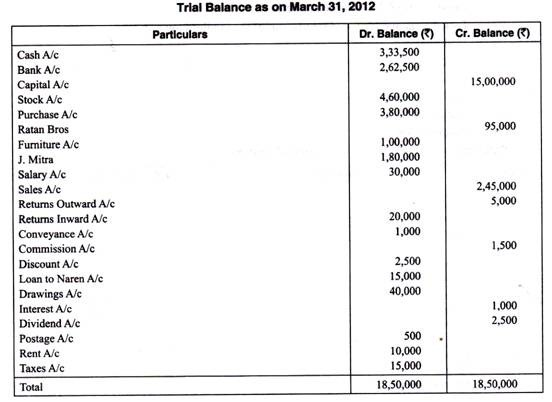 Trial Balance as on March 31, 2012
Particulars Dr. Balance (₹) Cr. Balance (₹)
Cash A/c 3,33,500
Bank A/c 2,62,500
Capital A/c 15,00,000
Stock A/c 4,60,000
Purchase A/c 3,80,000
Ratan Bros 95,000
Furniture A/c 1,00,000
J. Mitra 1,80,000
Salary A/c 30,000
Sales A/c 2,45,000
Returns Outward A/c 5,000
Returns Inward A/c 20,000
Conveyance A/c 1,000
Commission A/c 1,500
Discount A/c 2,500
Loan to Naren A/c 15,000
Drawings A/c 40,000
Interest A/c 1,000
Dividend A/c 2,500
Postage A/c 500
Rent A/c 10,000
Taxes A/c 15,000
Total 18,50,000 18,50,000